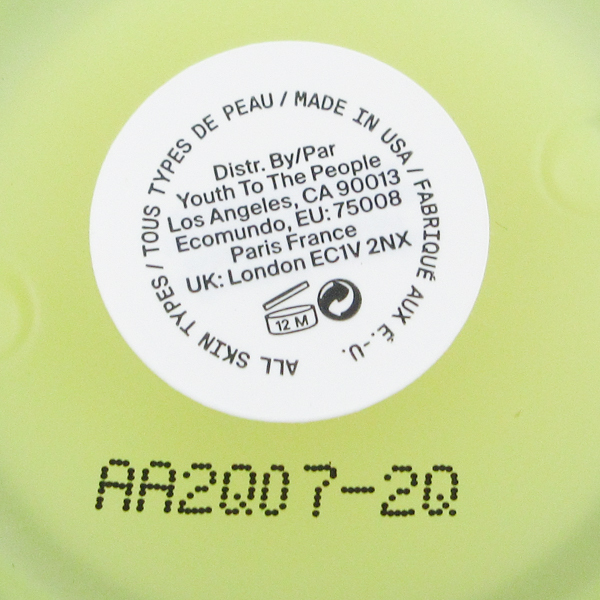 ALL SKIN TYPES / TOUS TYPES DE PEAU / MADE IN USA / FABRIQUÉ AUX É.-U.
Distr. By/Par
Youth To The People
Los Angeles, CA 90013
Ecomundo, EU: 75008
Paris France
UK: London EC1V 2NX
12 M
AA2Q07-2Q